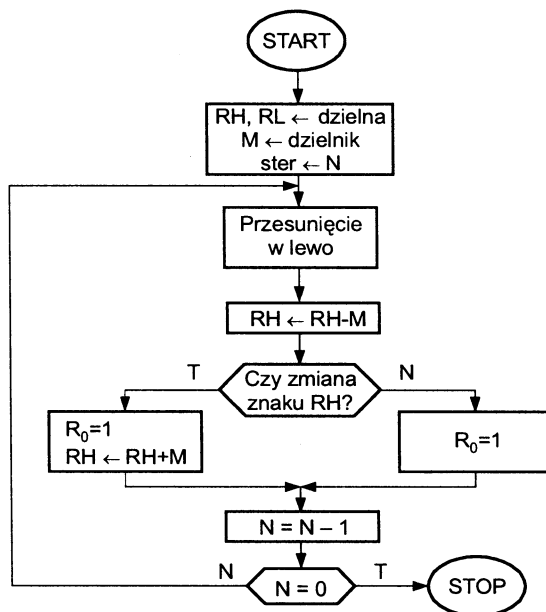 START
RH, RL ← dzielna
M ← dzielnik
ster ← N
Przesunięcie
w lewo
RH ← RH-M
T
Czy zmiana
znaku RH?
N
R₀=1
RH ← RH+M
R₀=1
N = N – 1
N
N = 0
T
STOP